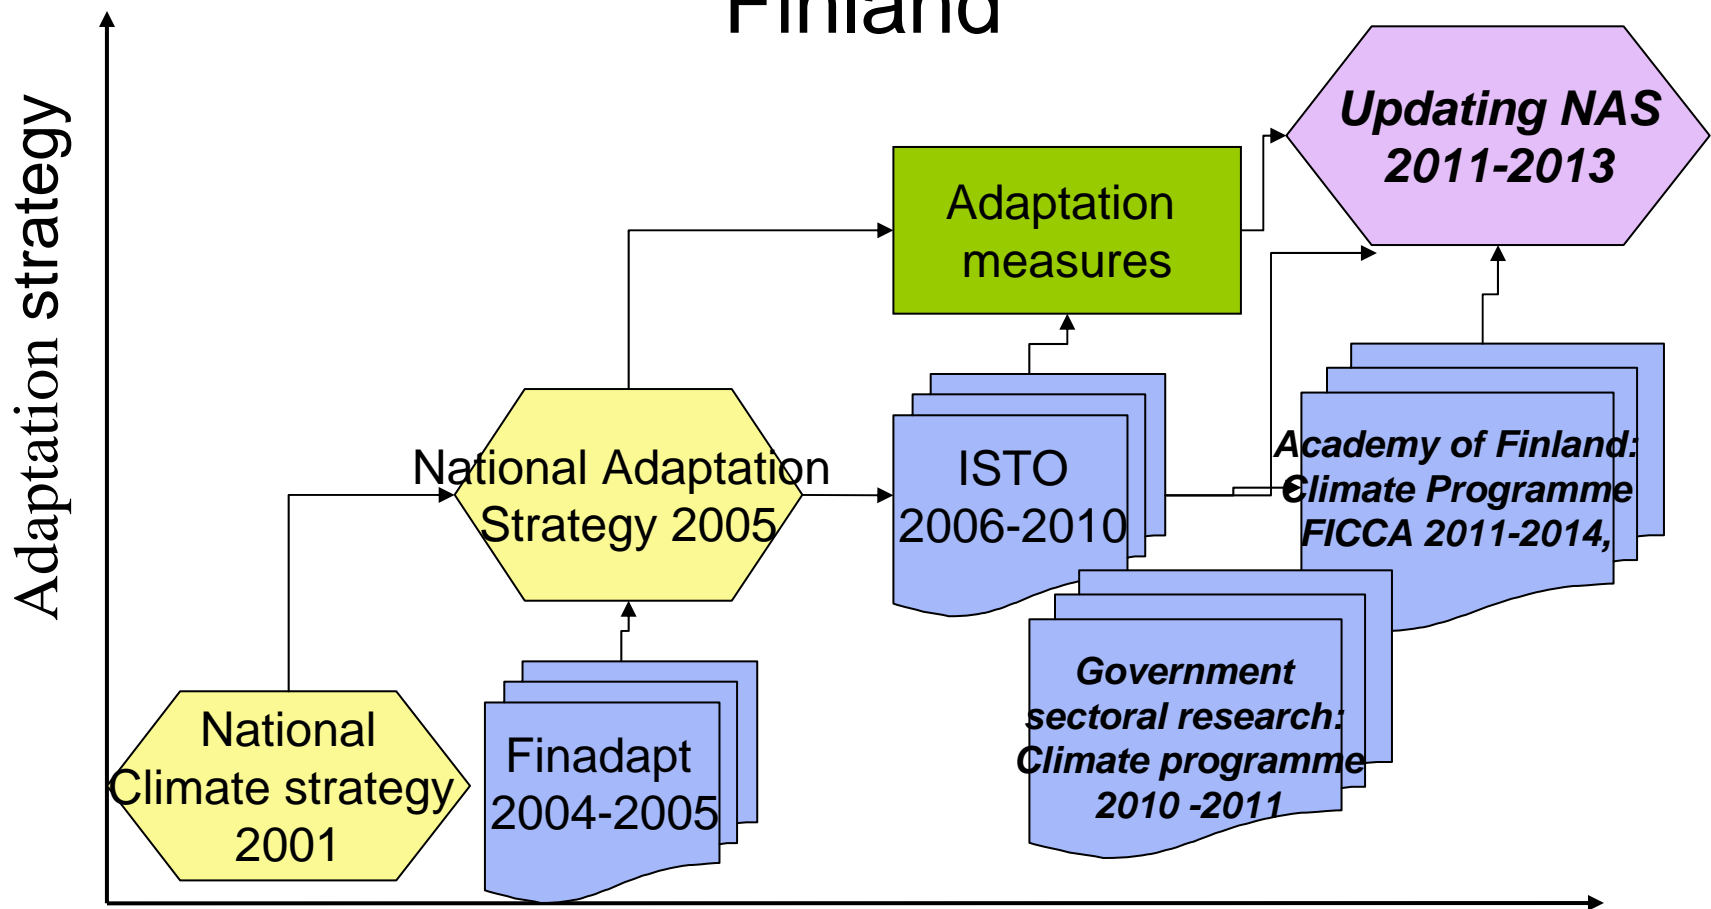 Finland
Adaptation strategy
Updating NAS
2011-2013
Adaptation
measures
National Adaptation
Strategy 2005
ISTO
2006-2010
Academy of Finland:
Climate Programme
FICCA 2011-2014,
National
Climate strategy
2001
Finadapt
2004-2005
Government
sectoral research:
Climate programme
2010 -2011